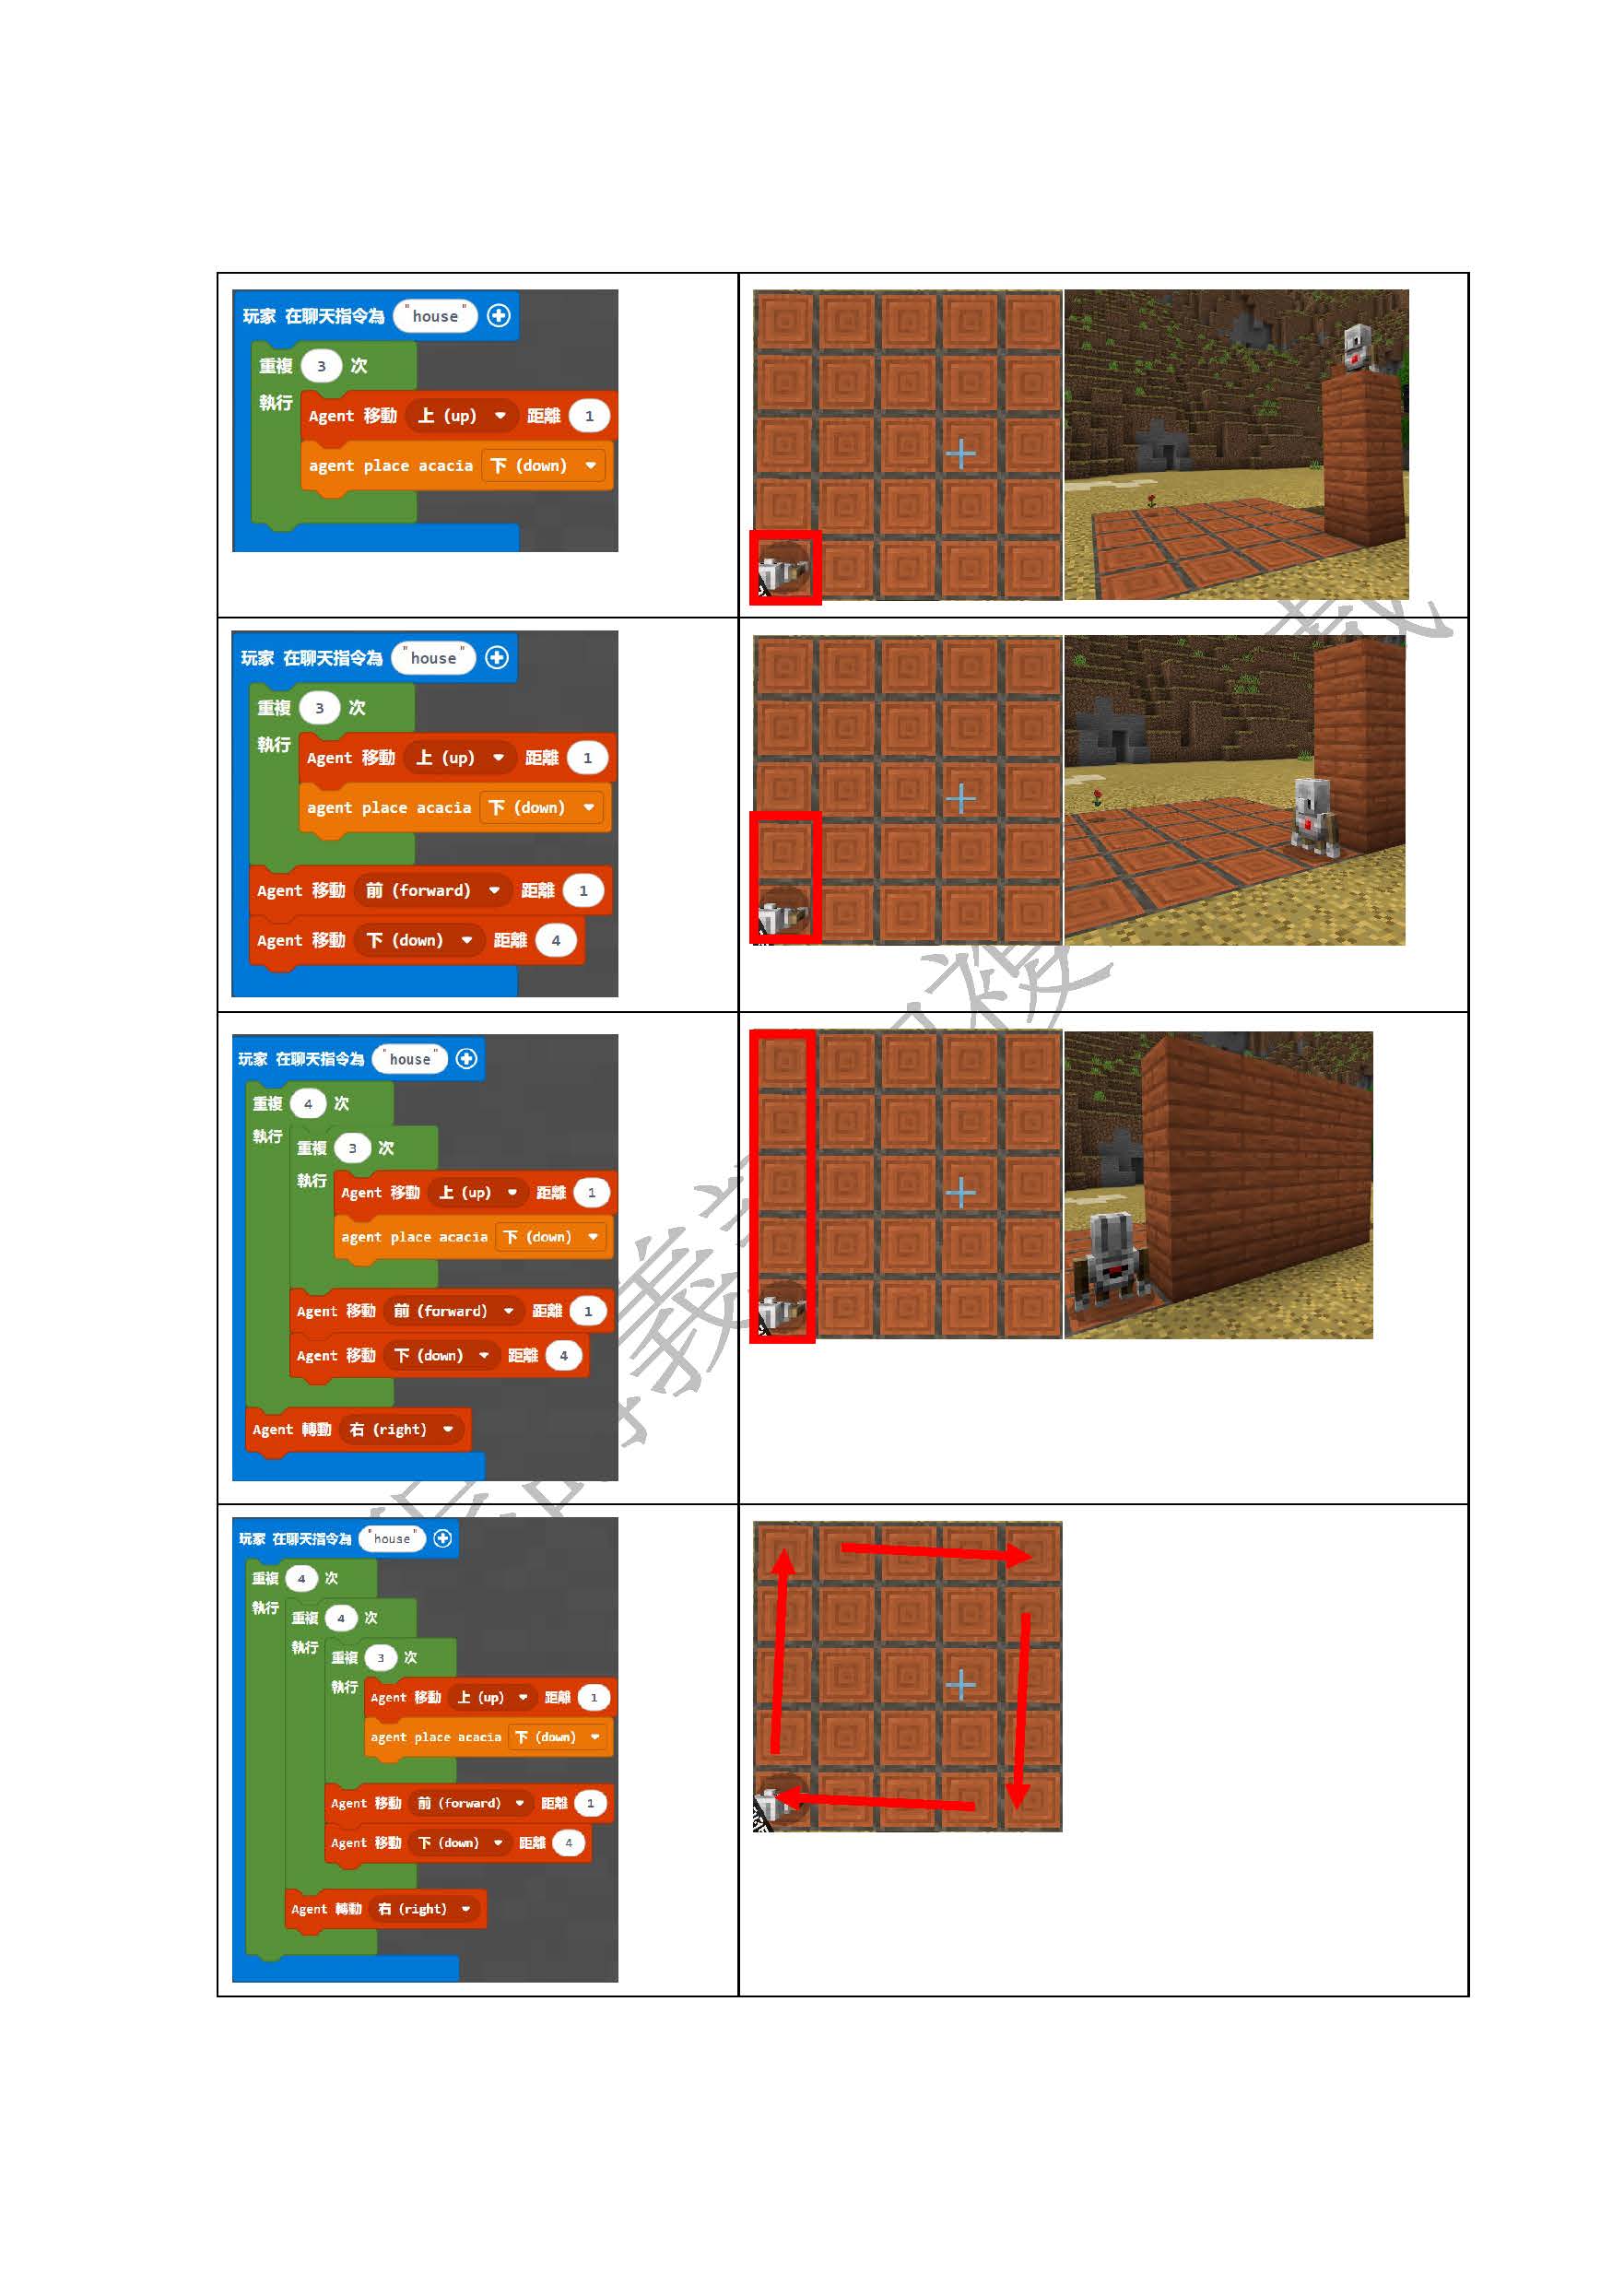 玩家 在聊天指令為 "house"
重複 3 次
執行
Agent 移動 上 (up) 距離 1
agent place acacia 下 (down)
玩家 在聊天指令為 "house"
重複 3 次
執行
Agent 移動 上 (up) 距離 1
agent place acacia 下 (down)
Agent 移動 前 (forward) 距離 1
Agent 移動 下 (down) 距離 4
玩家 在聊天指令為 "house"
重複 4 次
執行
重複 3 次
執行
Agent 移動 上 (up) 距離 1
agent place acacia 下 (down)
Agent 移動 前 (forward) 距離 1
Agent 移動 下 (down) 距離 4
Agent 轉動 右 (right)
玩家 在聊天指令為 "house"
重複 4 次
執行
重複 4 次
執行
重複 3 次
執行
Agent 移動 上 (up) 距離 1
agent place acacia 下 (down)
Agent 移動 前 (forward) 距離 1
Agent 移動 下 (down) 距離 4
Agent 轉動 右 (right)